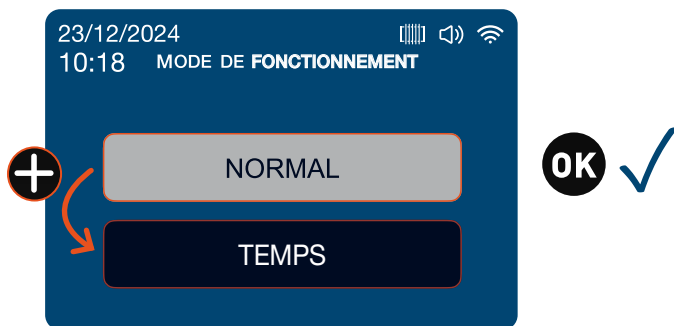 23/12/2024
10:18 MODE DE FONCTIONNEMENT
NORMAL
OK
TEMPS